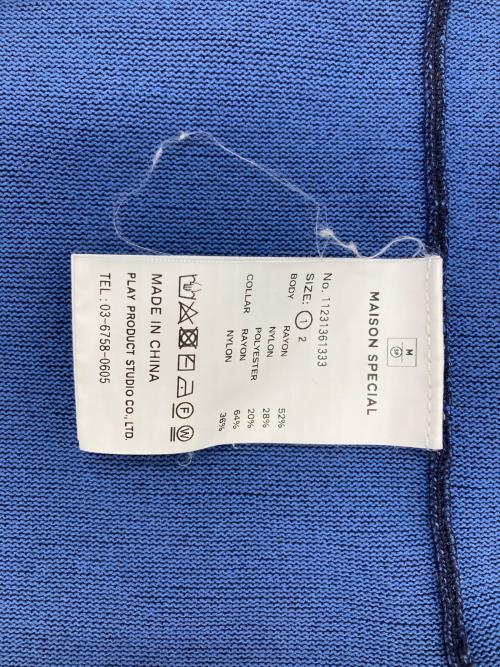 M
SP
MAISON SPECIAL
No. 11231361333
SIZE: 1 2
BODY RAYON 52%
NYLON 28%
POLYESTER 20%
COLLAR RAYON 64%
NYLON 36%
MADE IN CHINA
PLAY PRODUCT STUDIO CO., LTD.
TEL : 03-6758-0605